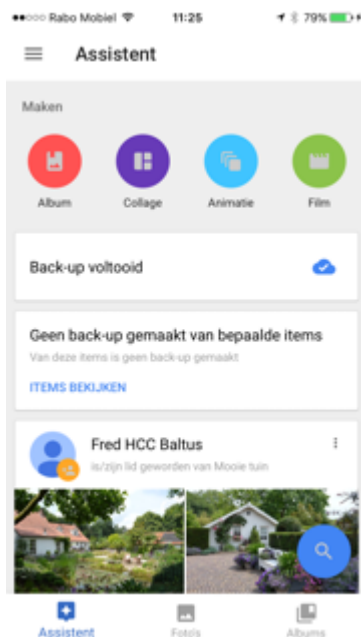 Rabo Mobiel 11:25 79%
Assistent
Maken
Album Collage Animatie Film
Back-up voltooid
Geen back-up gemaakt van bepaalde items
Van deze items is geen back-up gemaakt
ITEMS BEKIJKEN
Fred HCC Baltus
is/zijn lid geworden van Mooie tuin
Assistent Foto's Albums